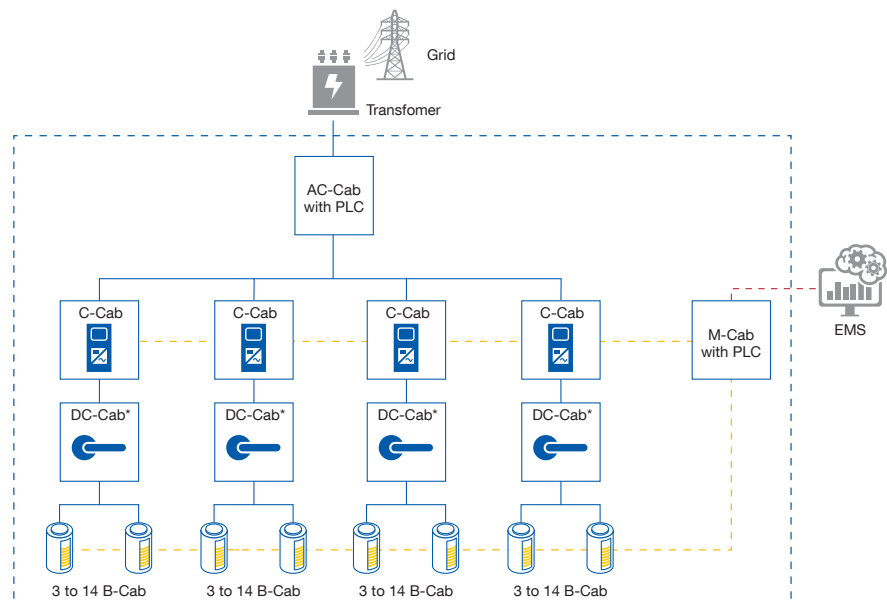 Grid
Transfomer
AC-Cab
with PLC
C-Cab
C-Cab
C-Cab
C-Cab
M-Cab
with PLC
EMS
DC-Cab*
DC-Cab*
DC-Cab*
DC-Cab*
3 to 14 B-Cab
3 to 14 B-Cab
3 to 14 B-Cab
3 to 14 B-Cab